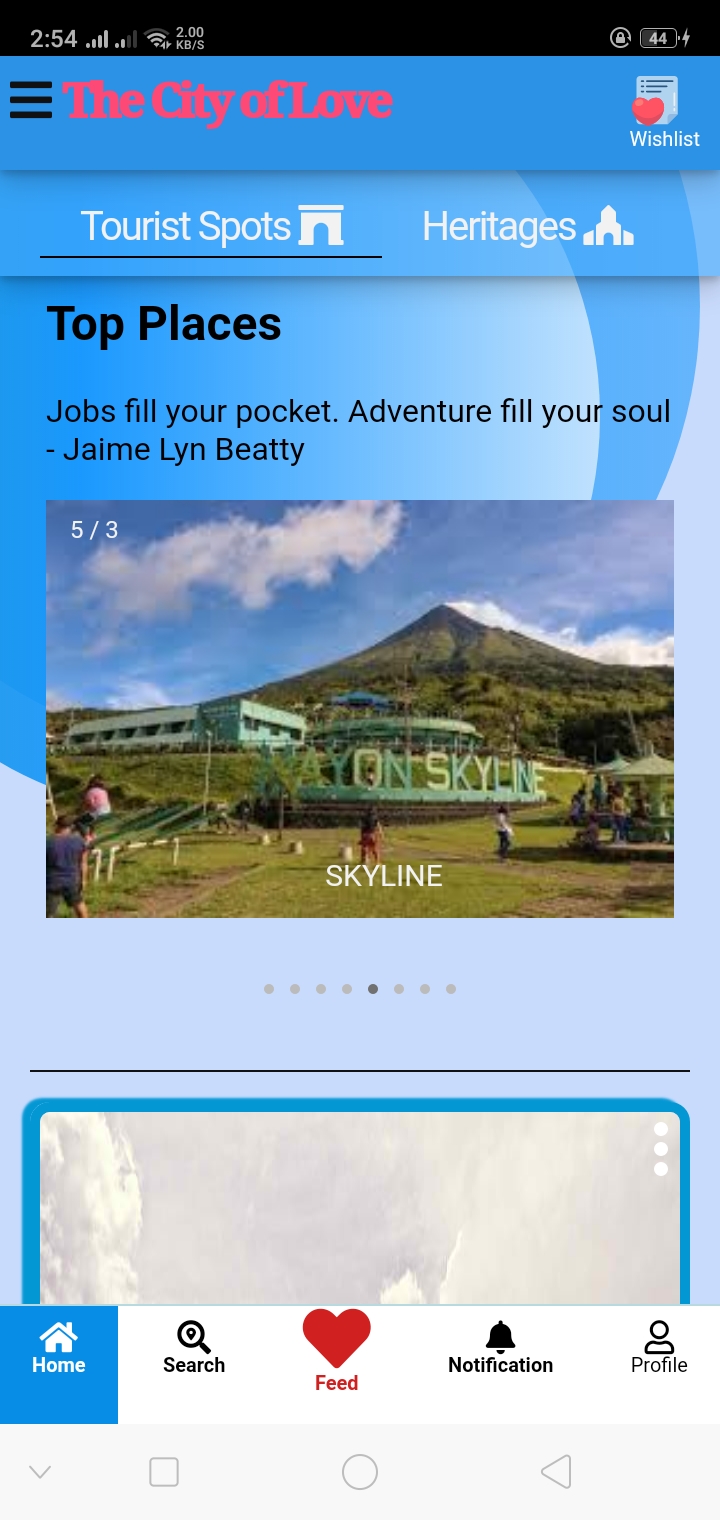 2:54
2.00
KB/S
44
The City of Love
Wishlist
Tourist Spots
Heritages
Top Places
Jobs fill your pocket. Adventure fill your soul
- Jaime Lyn Beatty
5 / 3
MAYON SKYLINE
SKYLINE
Home
Search
Feed
Notification
Profile